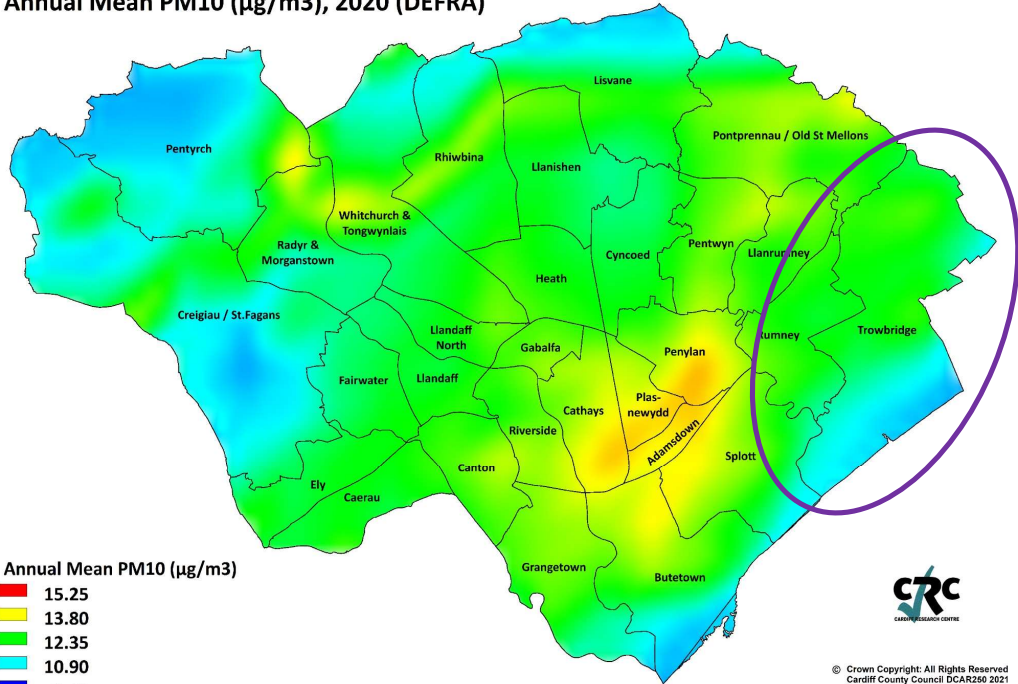 Annual Mean PM10 (µg/m3), 2020 (DEFRA)
Lisvane
Pontprennau / Old St Mellons
Pentyrch
Rhiwbina
Llanishen
Whitchurch &
Tongwynlais
Radyr &
Morganstown
Cyncoed
Pentwyn
Llanrumney
Heath
Creigiau / St.Fagans
Llandaff
North
Gabalfa
Penylan
Rumney
Trowbridge
Fairwater
Llandaff
Cathays
Plas-
newydd
Riverside
Adamsdown
Splott
Canton
Ely
Caerau
Grangetown
Butetown
Annual Mean PM10 (µg/m3)
15.25
13.80
12.35
10.90
CRC
CARDIFF RESEARCH CENTRE
© Crown Copyright: All Rights Reserved
Cardiff County Council DCAR250 2021